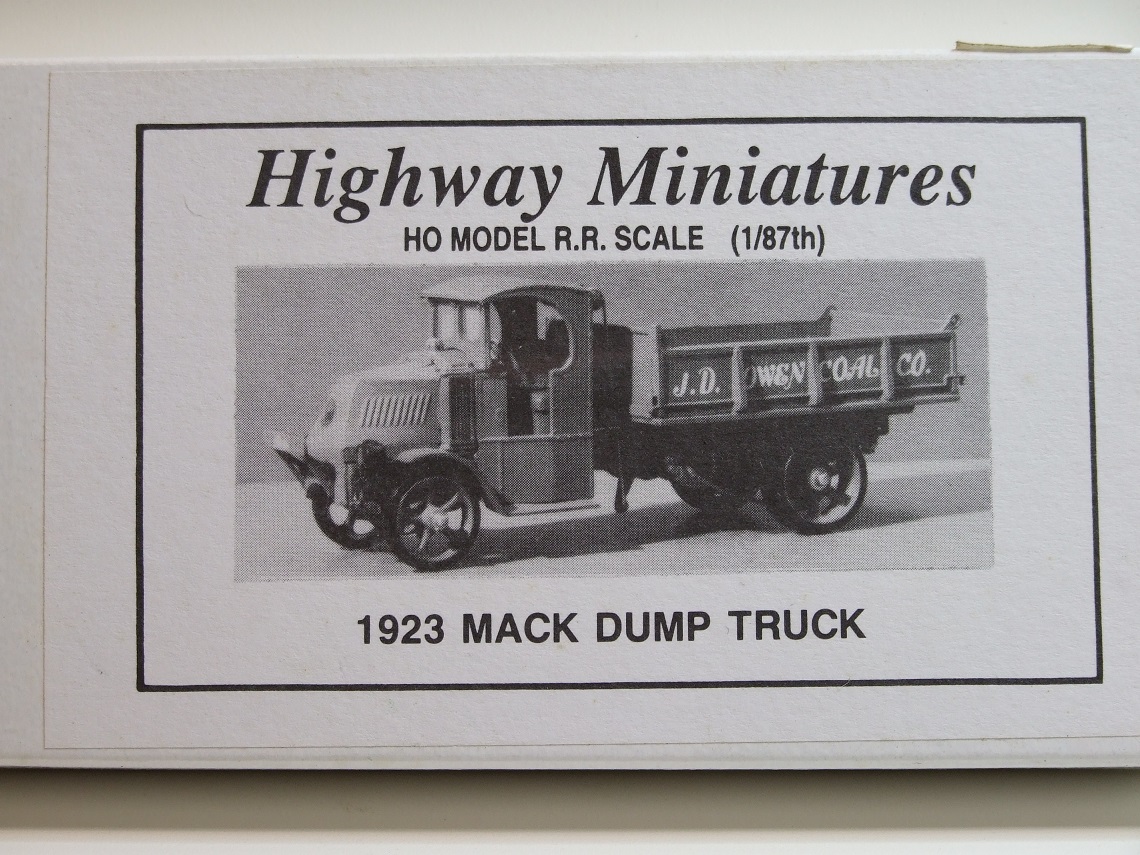 Highway Miniatures
HO MODEL R.R. SCALE (1/87th)
J.D. OWEN COAL CO.
1923 MACK DUMP TRUCK